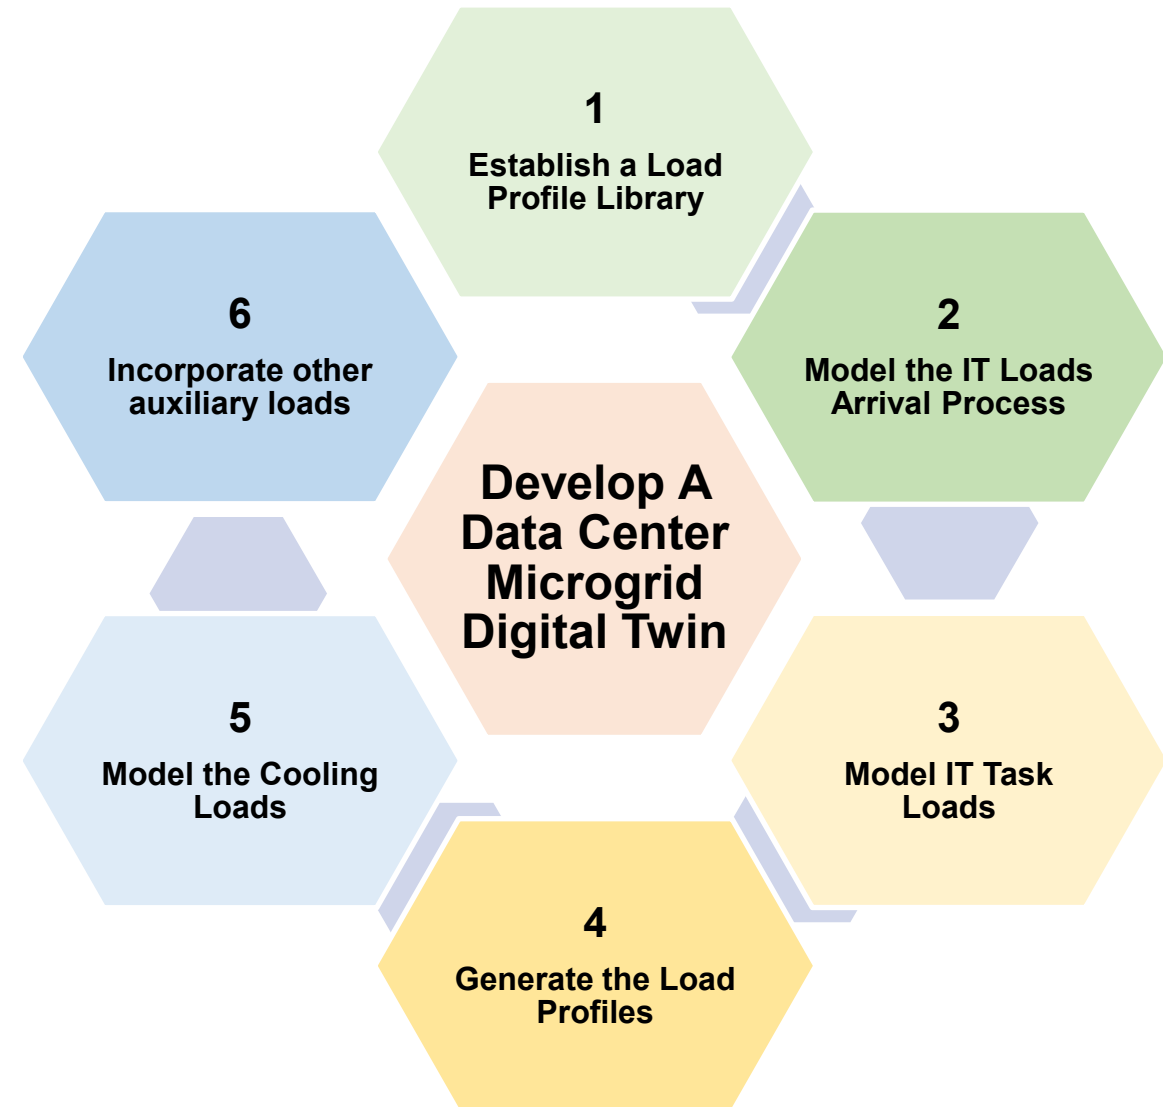 1
Establish a Load
Profile Library
2
Model the IT Loads
Arrival Process
3
Model IT Task
Loads
4
Generate the Load
Profiles
5
Model the Cooling
Loads
6
Incorporate other
auxiliary loads
Develop A
Data Center
Microgrid
Digital Twin